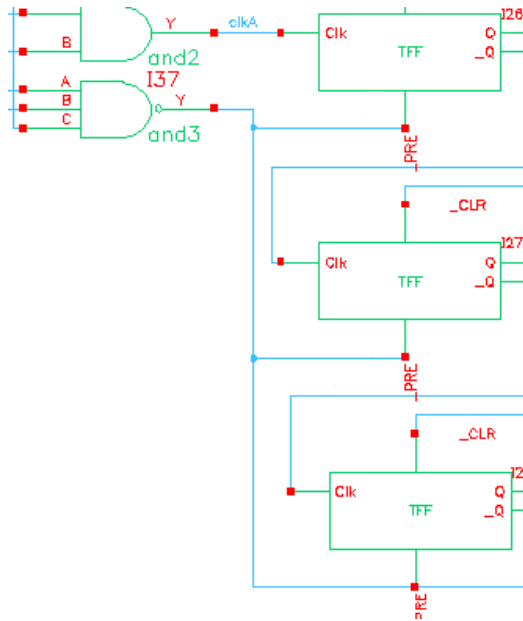 I26
Y
clkA
Clk
Q
B
and2
TFF
_Q
I37
A
Y
B
C
and3
_PRE
_CLR
I27
Clk
Q
TFF
_Q
_PRE
_CLR
Clk
Q
TFF
_Q
_PRE